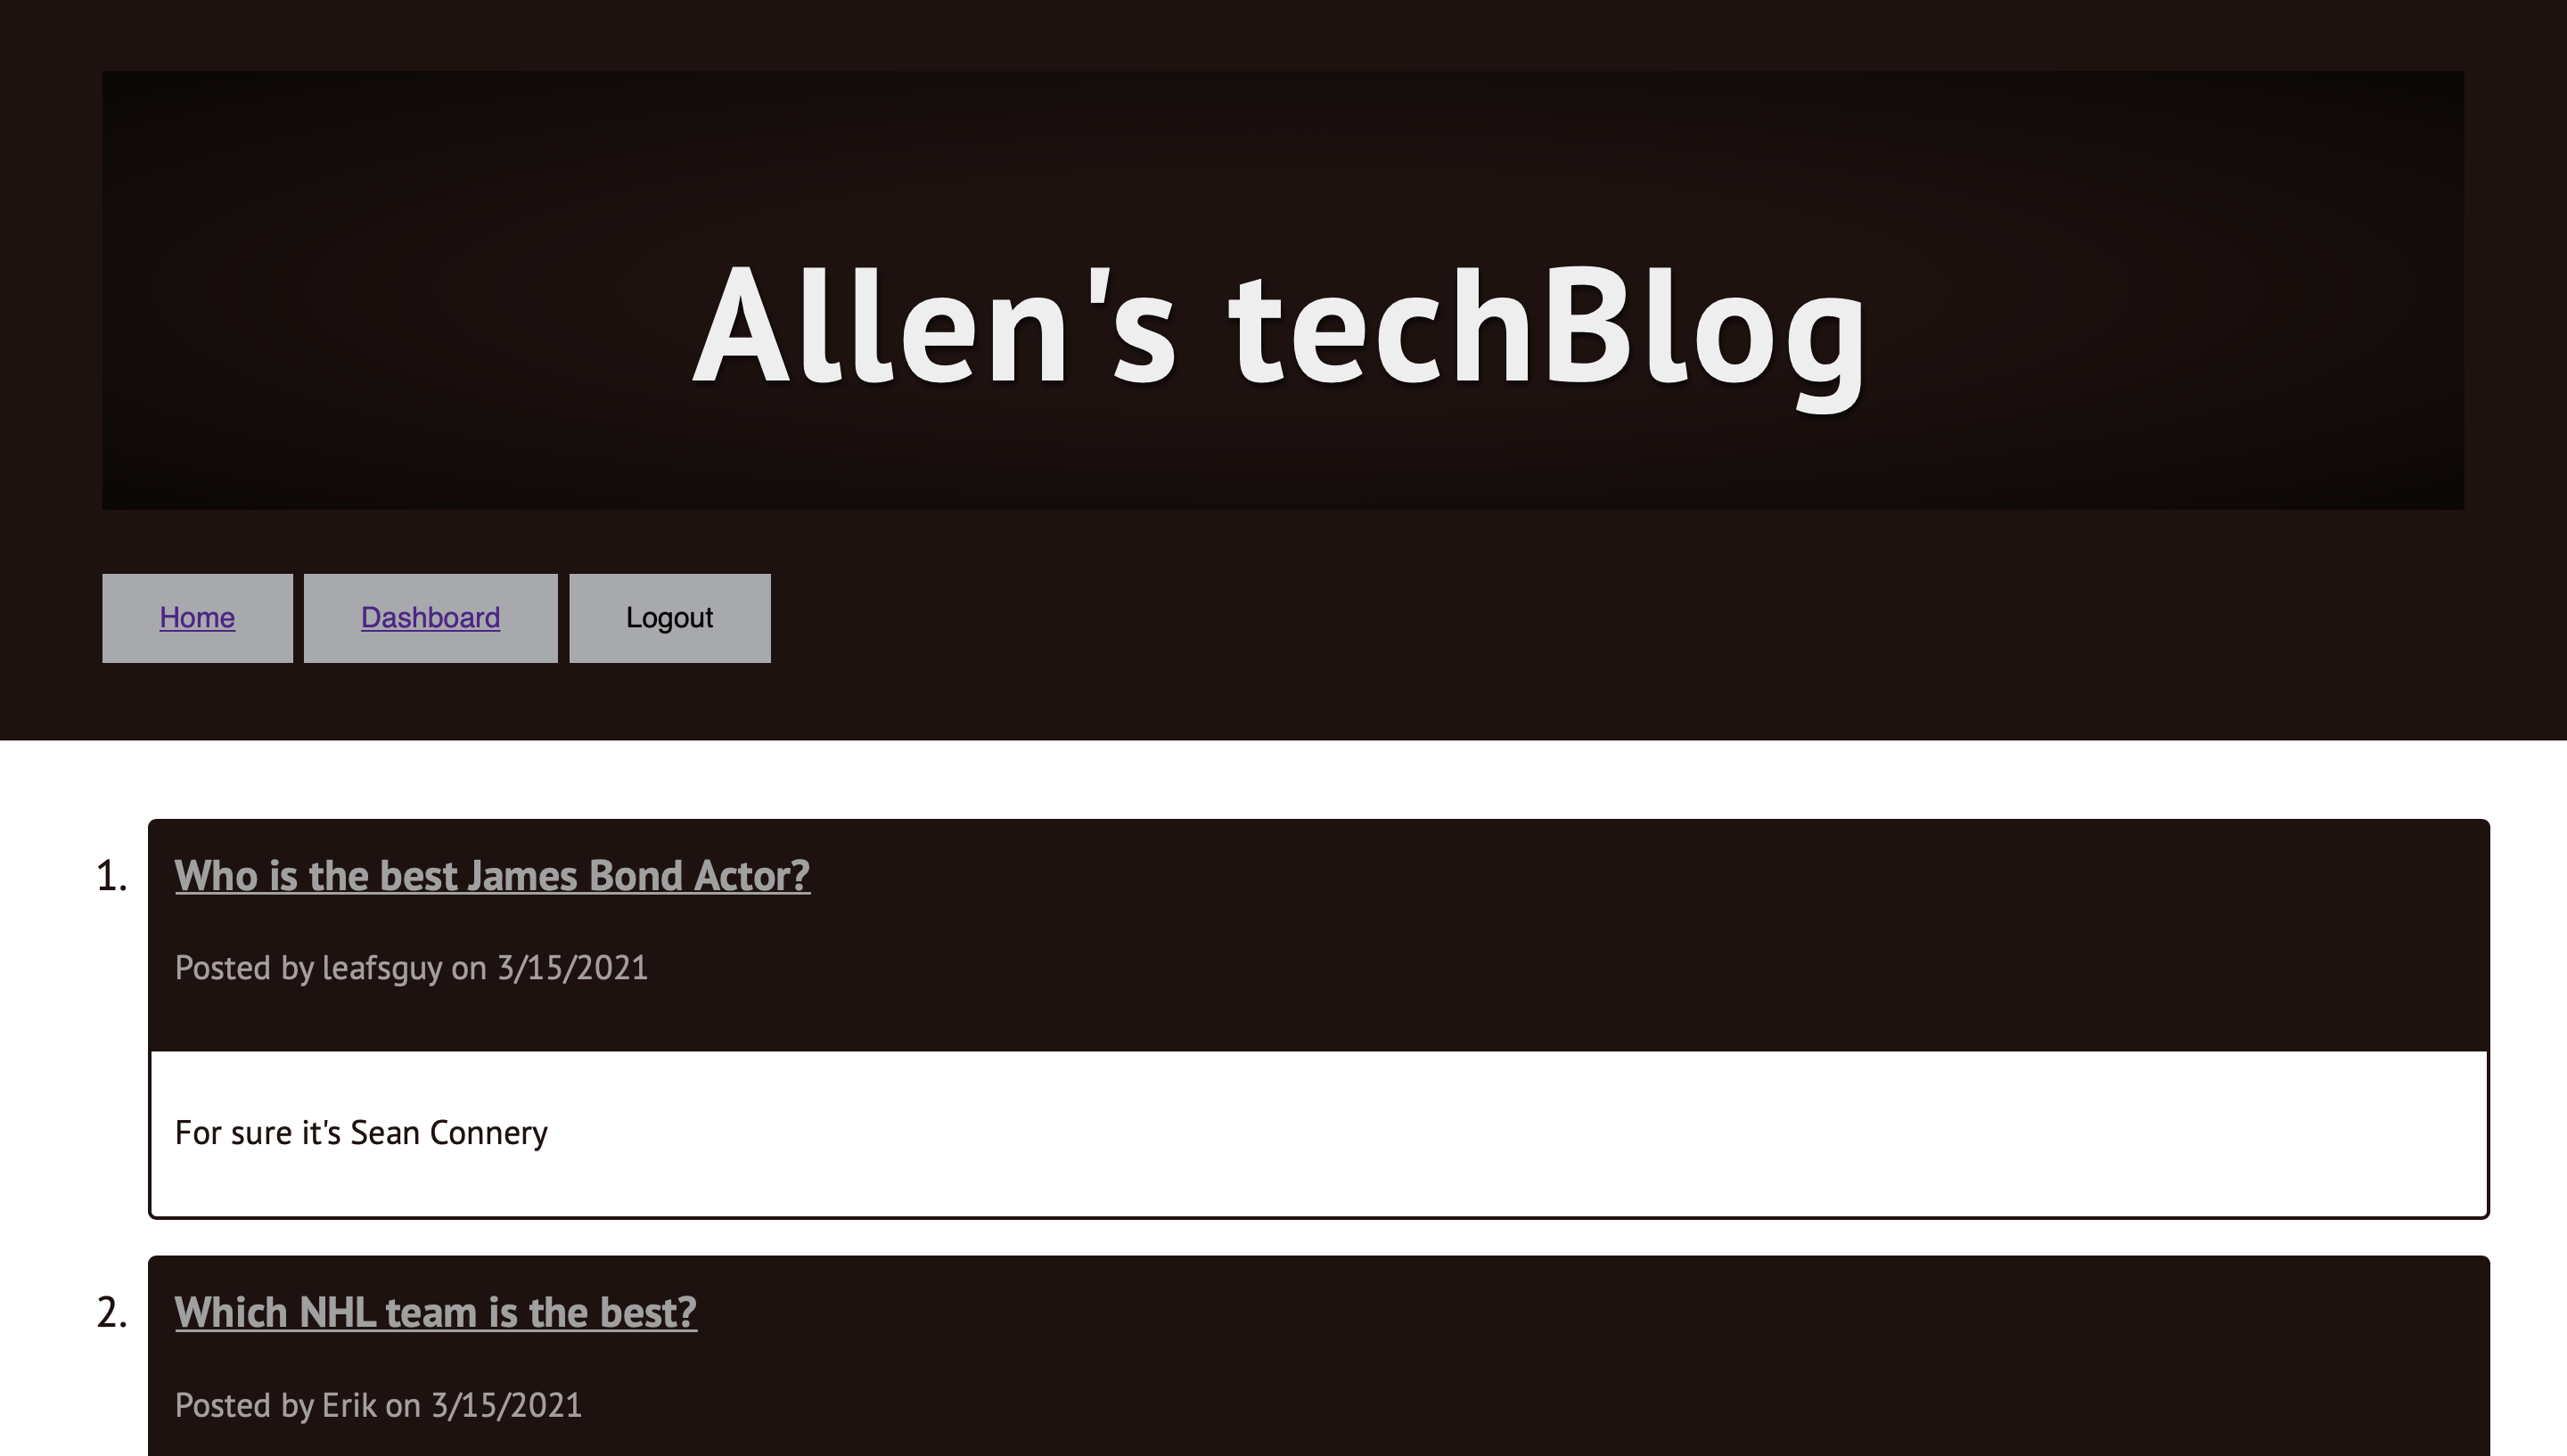 Allen's techBlog
Home Dashboard Logout
1. Who is the best James Bond Actor?
Posted by leafsguy on 3/15/2021
For sure it's Sean Connery
2. Which NHL team is the best?
Posted by Erik on 3/15/2021